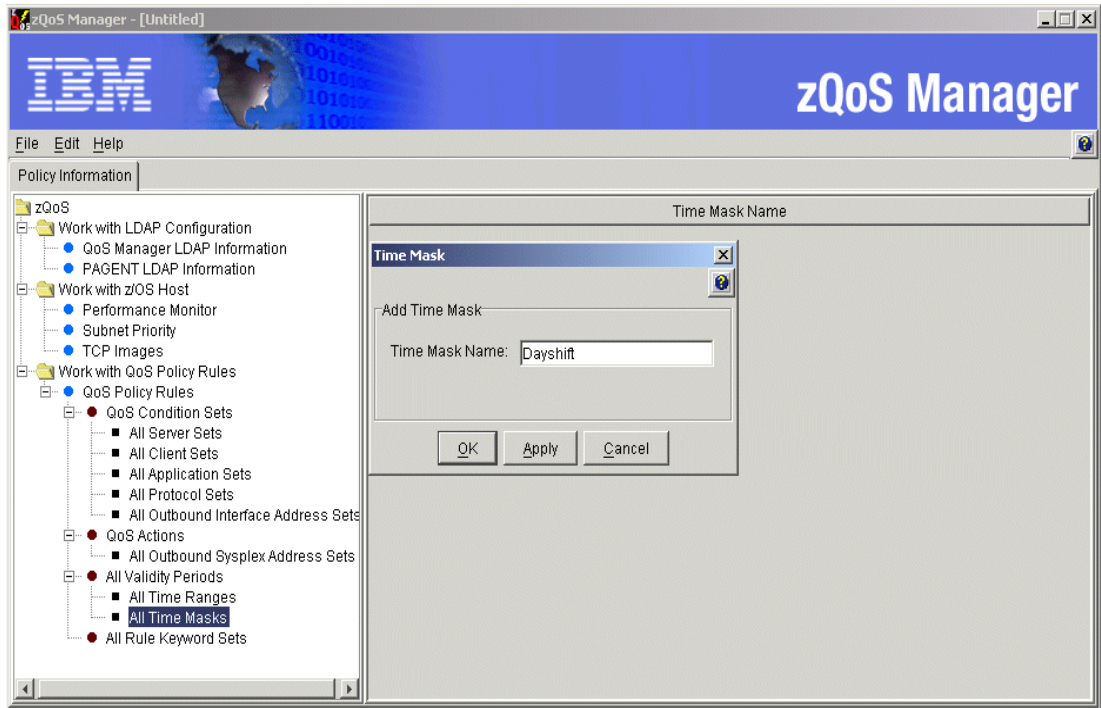 zQoS Manager - [Untitled]
IBM
zQoS Manager
File Edit Help
Policy Information
zQoS
Work with LDAP Configuration
QoS Manager LDAP Information
PAGENT LDAP Information
Work with z/OS Host
Performance Monitor
Subnet Priority
TCP Images
Work with QoS Policy Rules
QoS Policy Rules
QoS Condition Sets
All Server Sets
All Client Sets
All Application Sets
All Protocol Sets
All Outbound Interface Address Sets
QoS Actions
All Outbound Sysplex Address Sets
All Validity Periods
All Time Ranges
All Time Masks
All Rule Keyword Sets
Time Mask Name
Time Mask
Add Time Mask
Time Mask Name: Dayshift
OK Apply Cancel